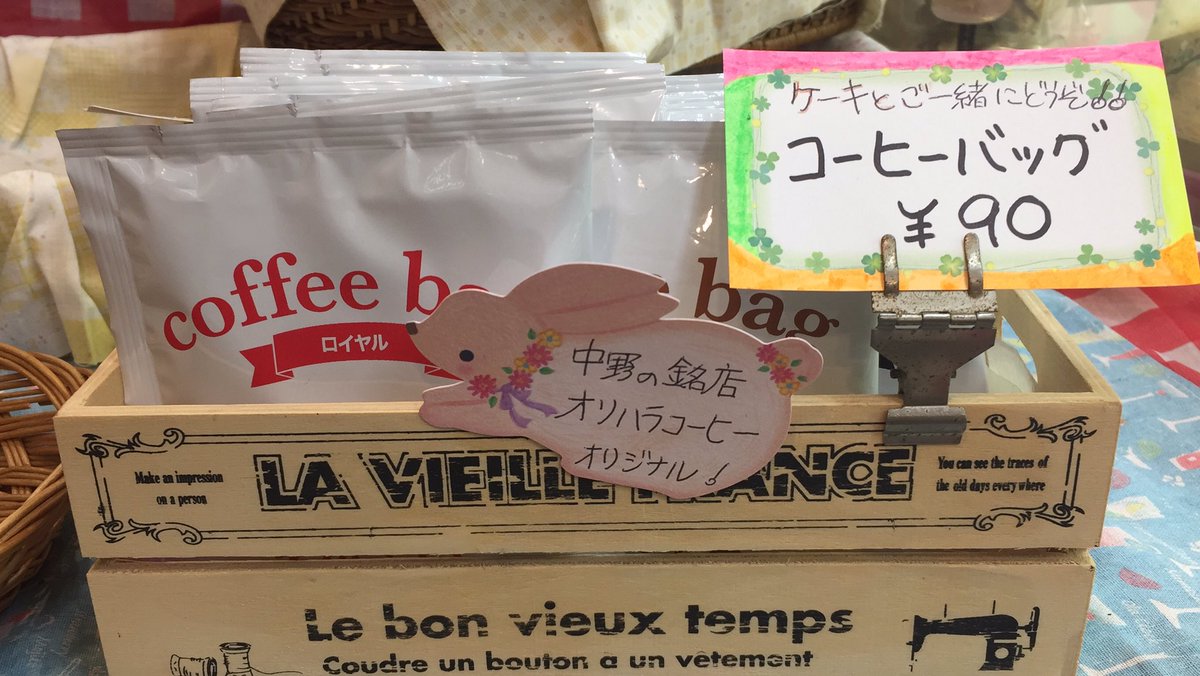 ケーキとご一緒にどうぞ!!
コーヒーバッグ
¥90
coffee ba
ロイヤル
bag
中野の銘店
オリハラコーヒー
オリジナル!
Make an impression
on a person
LA VIEILLE FRANCE
You can see the traces of
the old days everywhere
Le bon vieux temps
Coudre un bouton a un vêtement